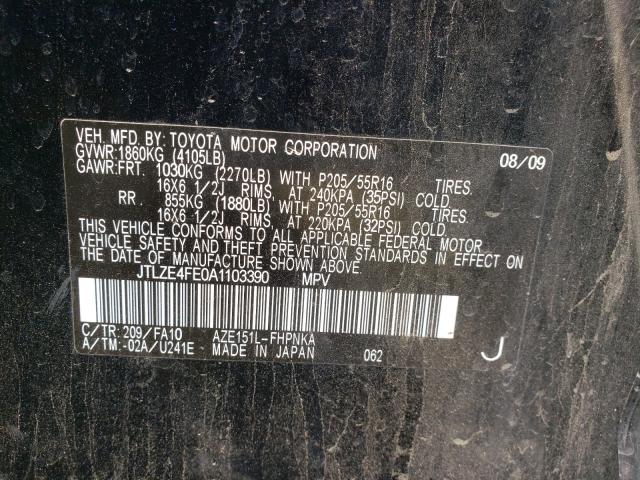 VEH. MFD. BY: TOYOTA MOTOR CORPORATION 08/09
GVWR:1860KG (4105LB)
GAWR:FRT. 1030KG (2270LB) WITH P205/55R16 TIRES,
16X6 1/2J RIMS, AT 240KPA (35PSI) COLD.
RR. 855KG (1880LB) WITH P205/55R16 TIRES,
16X6 1/2J RIMS, AT 220KPA (32PSI) COLD.
THIS VEHICLE CONFORMS TO ALL APPLICABLE FEDERAL MOTOR
VEHICLE SAFETY AND THEFT PREVENTION STANDARDS IN EFFECT ON
THE DATE OF MANUFACTURE SHOWN ABOVE.
JTLZE4FE0A1103390 MPV
C/TR:209/FA10 AZE151L-FHPNKA
A/TM:-02A/U241E MADE IN JAPAN 062 J